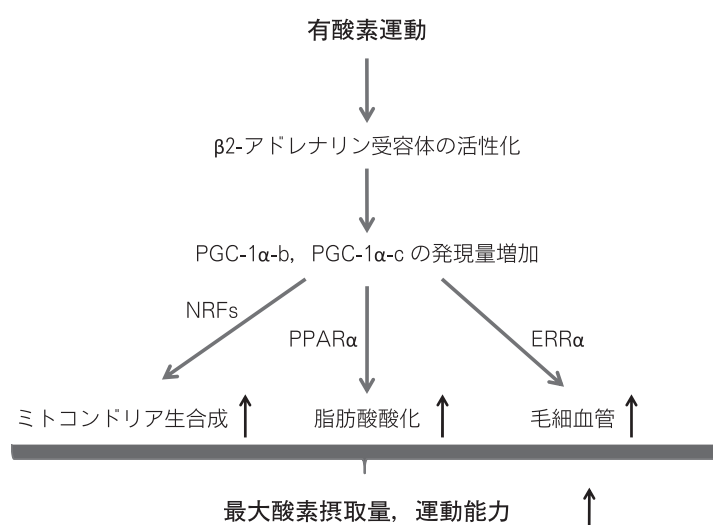 有酸素運動
β2-アドレナリン受容体の活性化
PGC-1α-b, PGC-1α-c の発現量増加
NRFs
PPARα
ERRα
ミトコンドリア生合成
脂肪酸酸化
毛細血管
最大酸素摂取量,運動能力